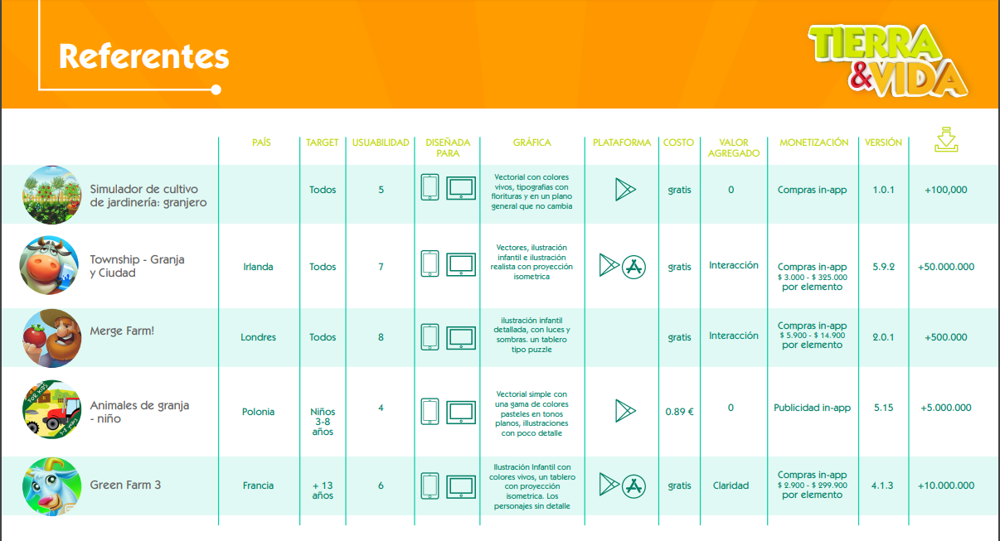 Referentes
TIERRA
&VIDA
PAÍS
TARGET
USUABILIDAD
DISEÑADA
PARA
GRÁFICA
PLATAFORMA
COSTO
VALOR
AGREGADO
MONETIZACIÓN
VERSIÓN
Simulador de cultivo
de jardinería: granjero
Todos
5
Vectorial con colores
vivos, tipografias con
florituras y en un plano
general que no cambia
gratis
0
Compras in-app
1.0.1
+100,000
Township - Granja
y Ciudad
Irlanda
Todos
7
Vectores, ilustración
infantil e ilustración
realista con proyección
isometrica
gratis
Interacción
Compras in-app
$ 3.000 - $ 325.000
por elemento
5.9.2
+50.000.000
Merge Farm!
Londres
Todos
8
ilustración infantil
detallada, con luces y
sombras. un tablero
tipo puzzle
gratis
Interacción
Compras in-app
$ 5.900 - $ 14.900
por elemento
2.0.1
+500.000
FOR KIDS
Animales de granja
- niño
Polonia
Niños
3-8
años
4
Vectorial simple con
una gama de colores
pasteles en tonos
planos, illustraciones
con poco detalle
0.89 €
0
Publicidad in-app
5.15
+5.000.000
Green Farm 3
Francia
+ 13
años
6
Ilustración Infantil con
colores vivos, un tablero
con proyección
isometrica. Los
personajes sin detalle
gratis
Claridad
Compras in-app
$ 2.900 - $ 299.900
por elemento
4.1.3
+10.000.000